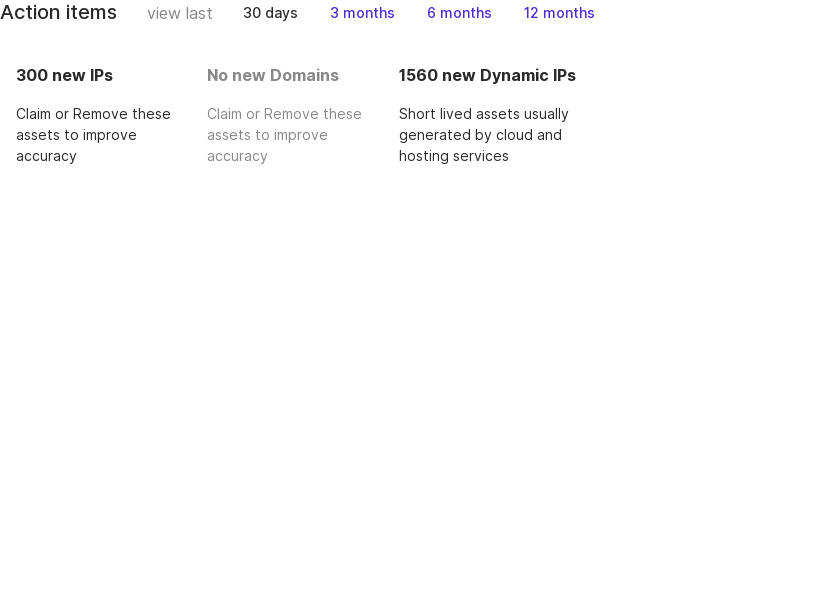 Action items view last 30 days 3 months 6 months 12 months
300 new IPs
Claim or Remove these
assets to improve
accuracy
No new Domains
Claim or Remove these
assets to improve
accuracy
1560 new Dynamic IPs
Short lived assets usually
generated by cloud and
hosting services